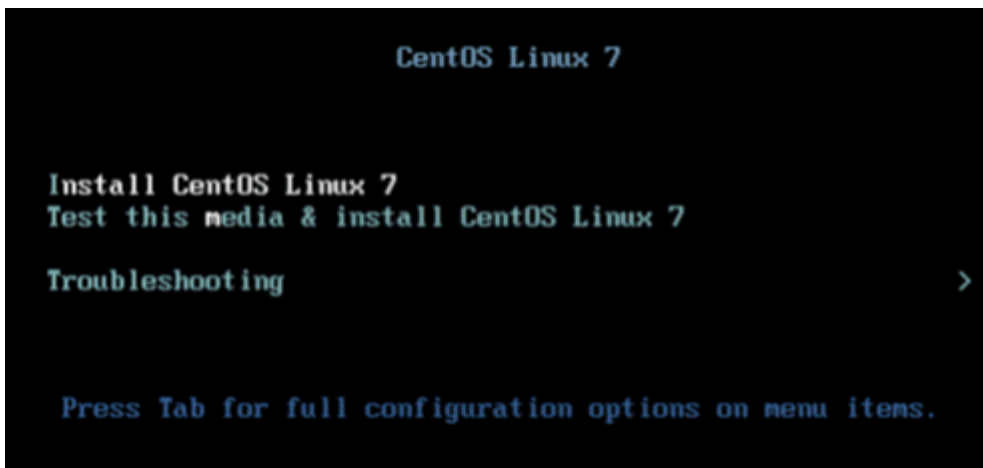 CentOS Linux 7
Install CentOS Linux 7
Test this media & install CentOS Linux 7
Troubleshooting >
Press Tab for full configuration options on menu items.